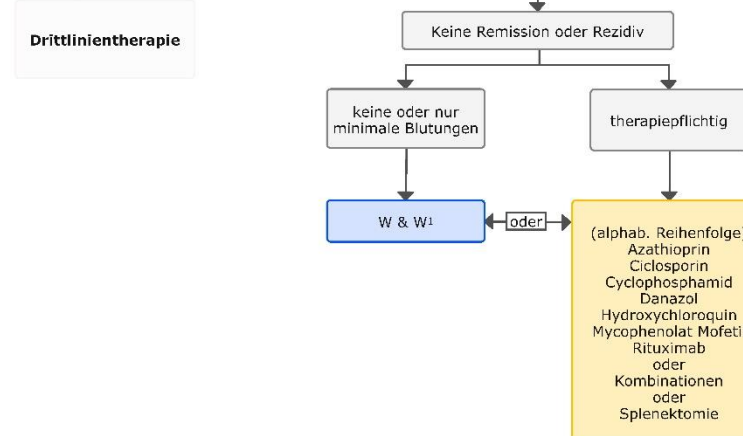 Drittlinientherapie
Keine Remission oder Rezidiv
keine oder nur
minimale Blutungen
therapiepflichtig
W & W1
oder
(alphab. Reihenfolge)
Azathioprin
Ciclosporin
Cyclophosphamid
Danazol
Hydroxychloroquin
Mycophenolat Mofeti
Rituximab
oder
Kombinationen
oder
Splenektomie